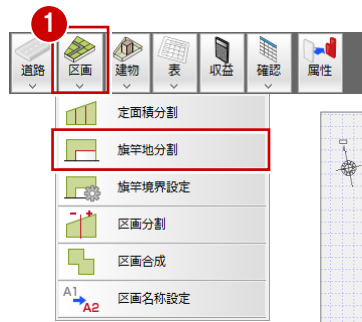 1
道路 区画 建物 表 収益 確認 属性
定面積分割
旗竿地分割
旗竿境界設定
区画分割
区画合成
A1 A2 区画名称設定